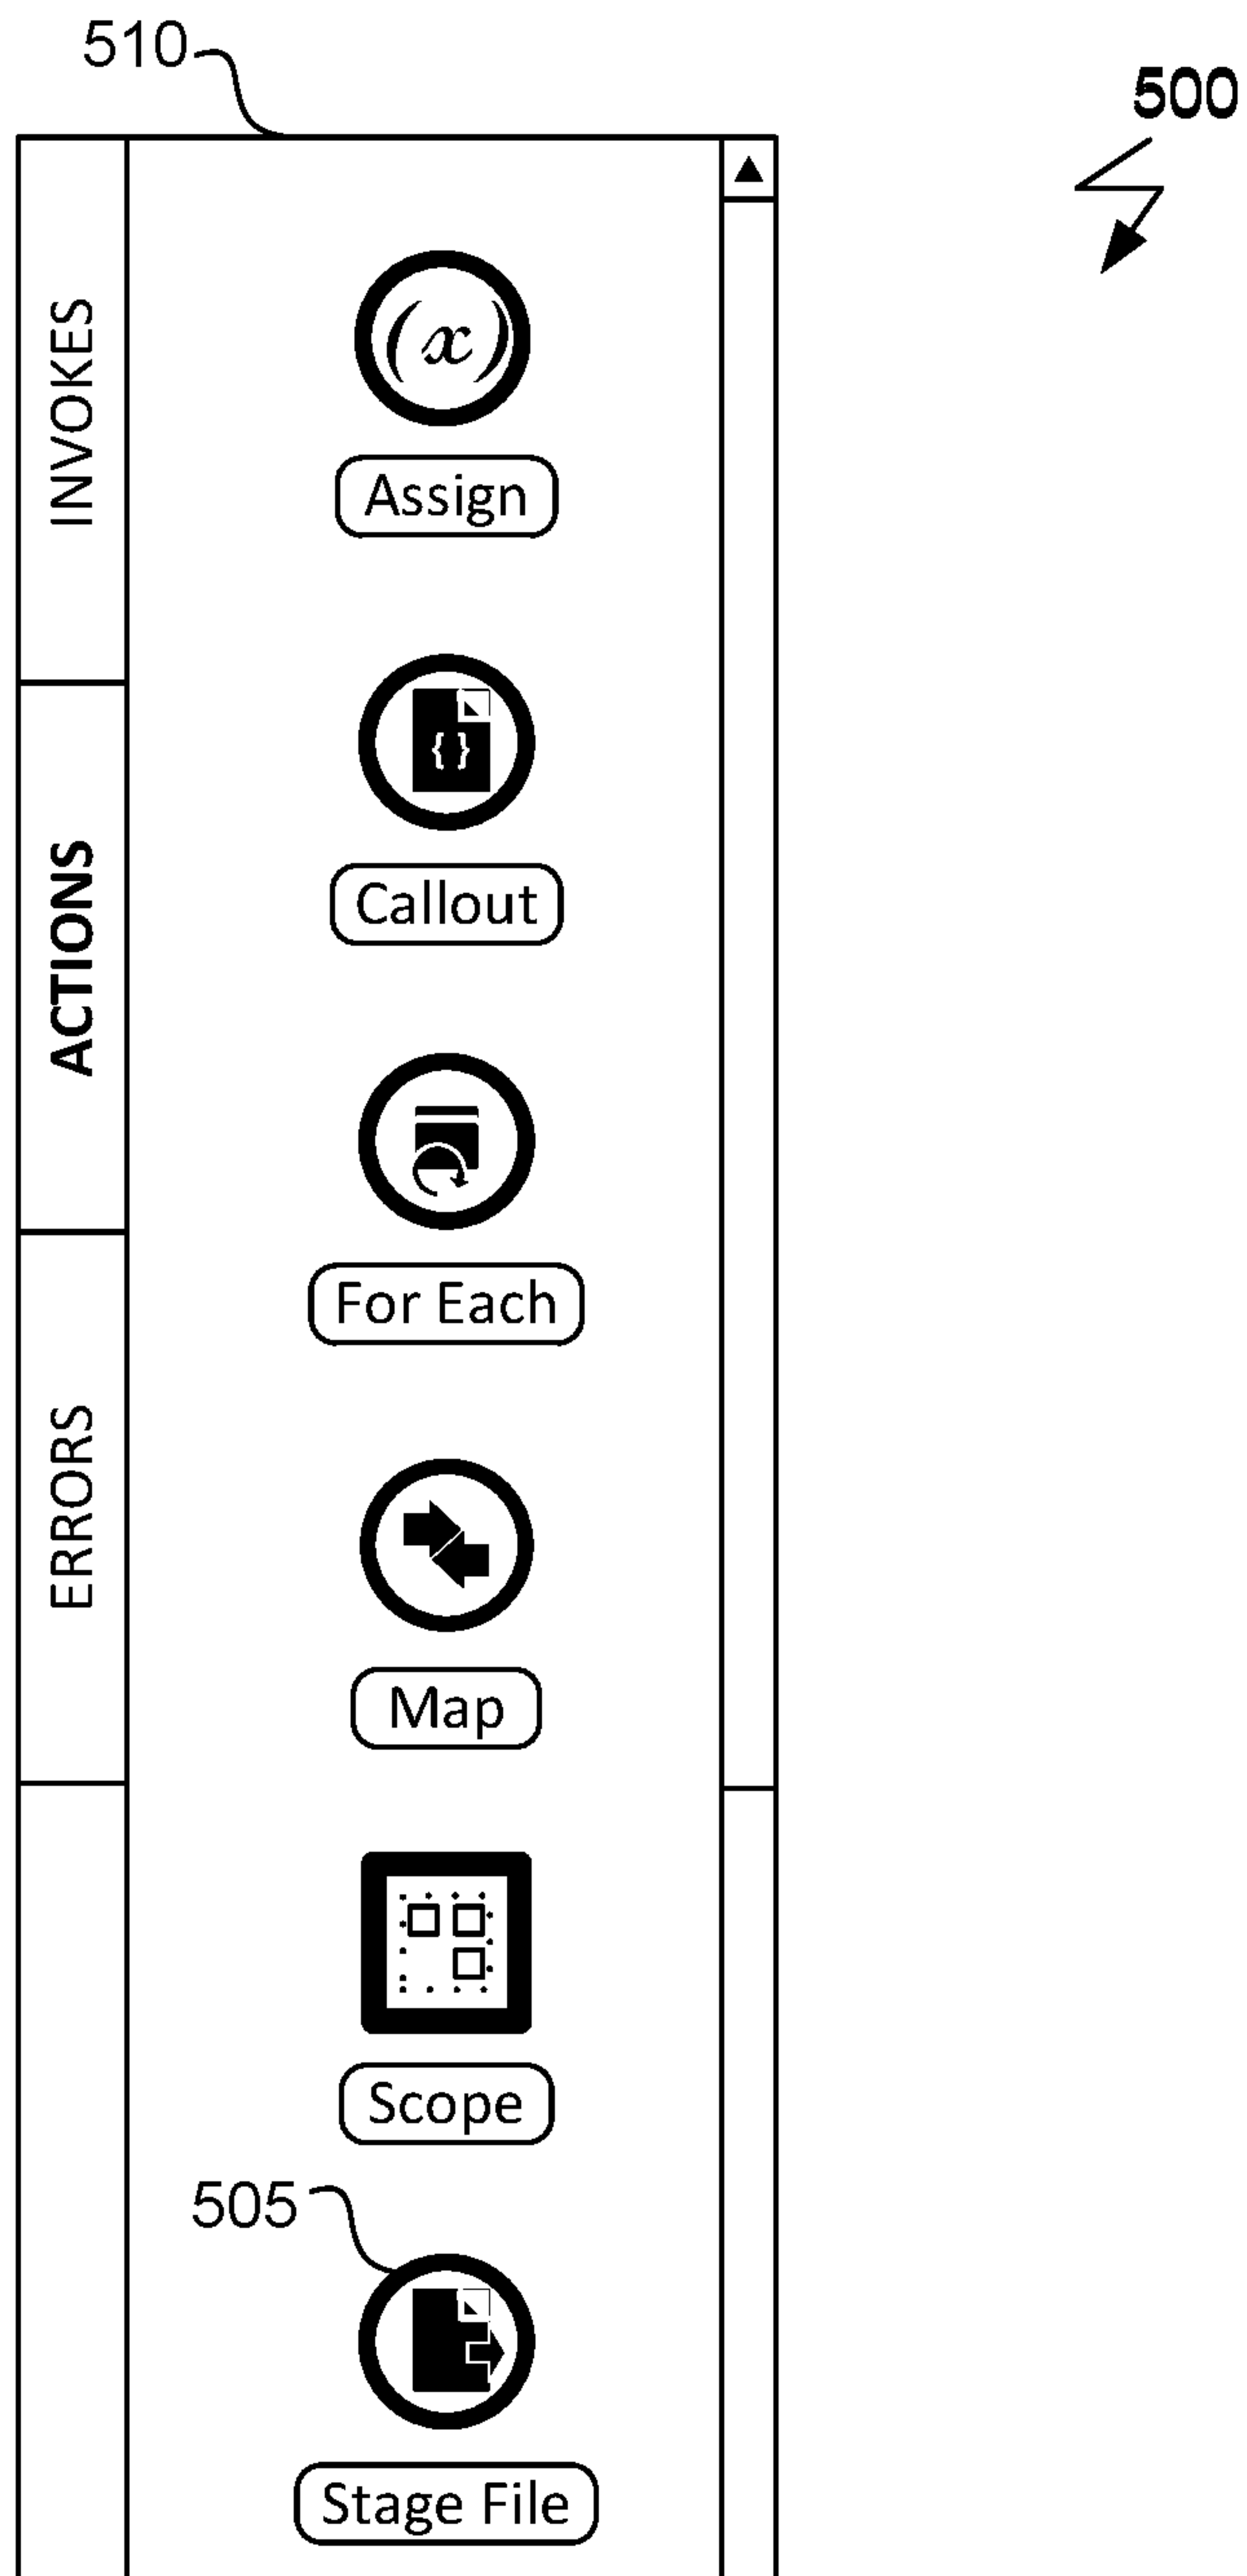 510
500
INVOKES
(x)
Assign
ACTIONS
{ }
Callout
For Each
ERRORS
Map
Scope
505
Stage File